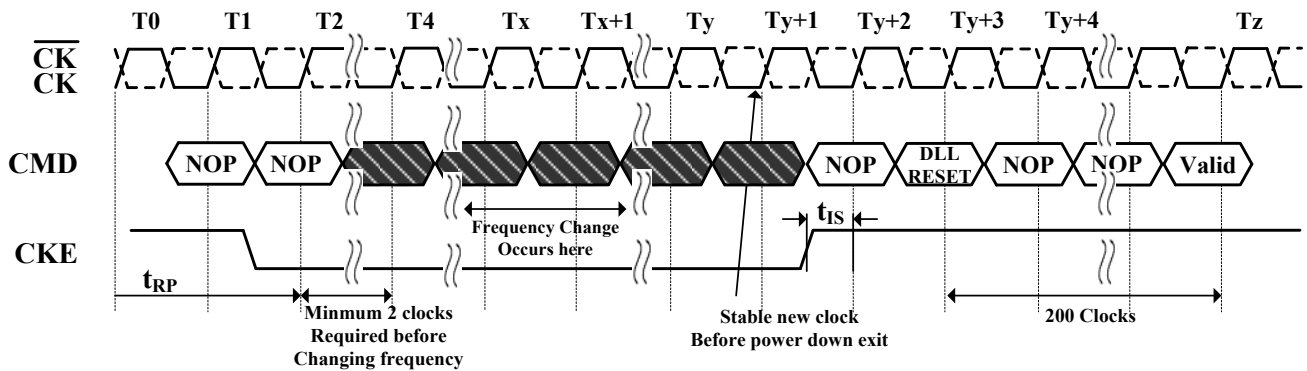 T0 T1 T2 T4 Tx Tx+1 Ty Ty+1 Ty+2 Ty+3 Ty+4 Tz
CK
CK
CMD
NOP NOP NOP DLL RESET NOP NOP Valid
Frequency Change
Occurs here
tIS
CKE
tRP
Minmum 2 clocks
Required before
Changing frequency
Stable new clock
Before power down exit
200 Clocks